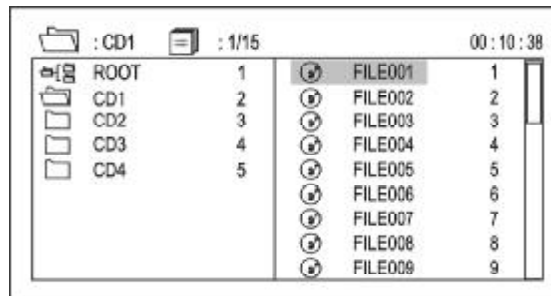 : CD1 : 1/15 00 : 10 : 38
ROOT 1
CD1 2
CD2 3
CD3 4
CD4 5
FILE001 1
FILE002 2
FILE003 3
FILE004 4
FILE005 5
FILE006 6
FILE007 7
FILE008 8
FILE009 9